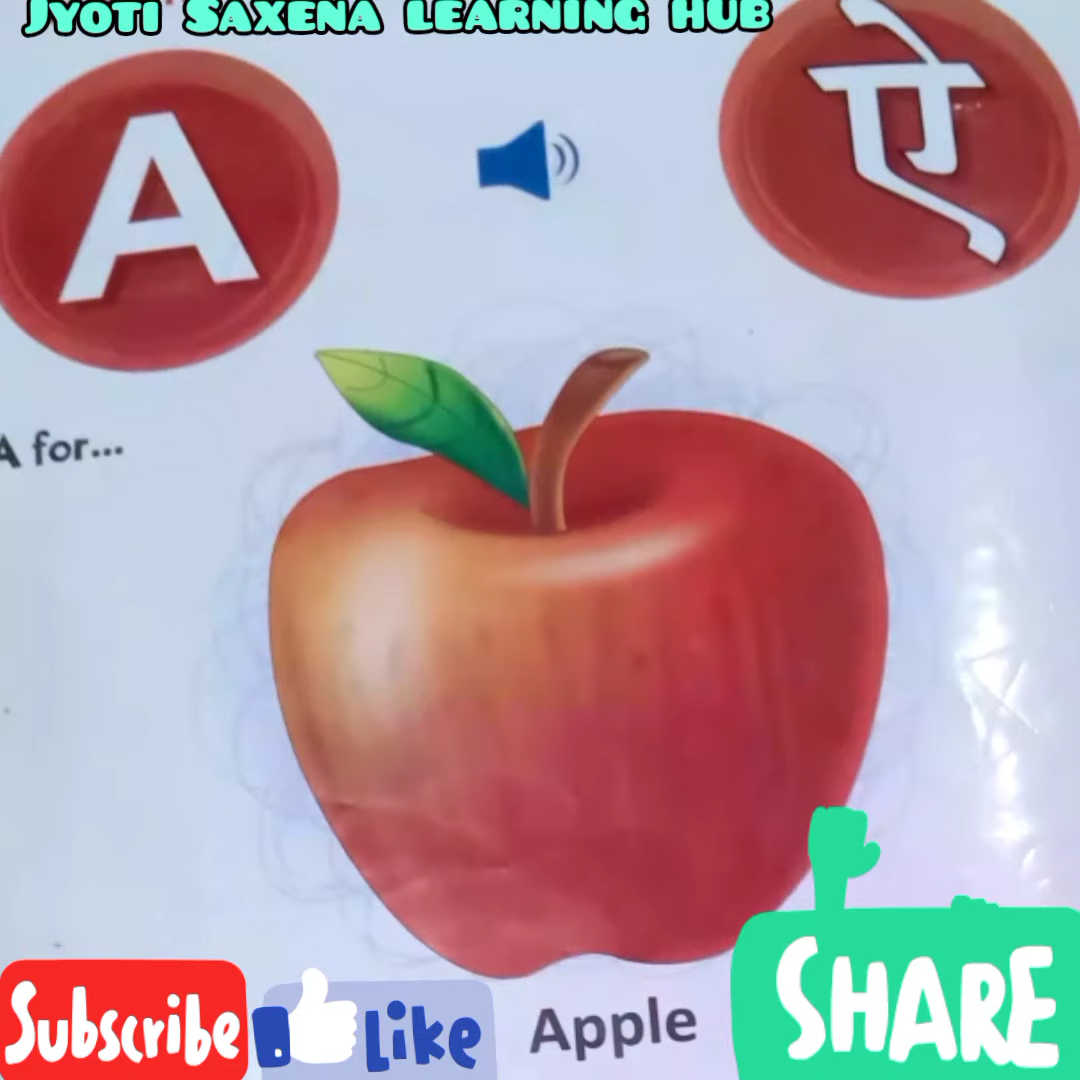 JYOTI SAXENA LEARNING HUB
A
ऐ
A for...
Apple
Subscribe
Like
SHARE